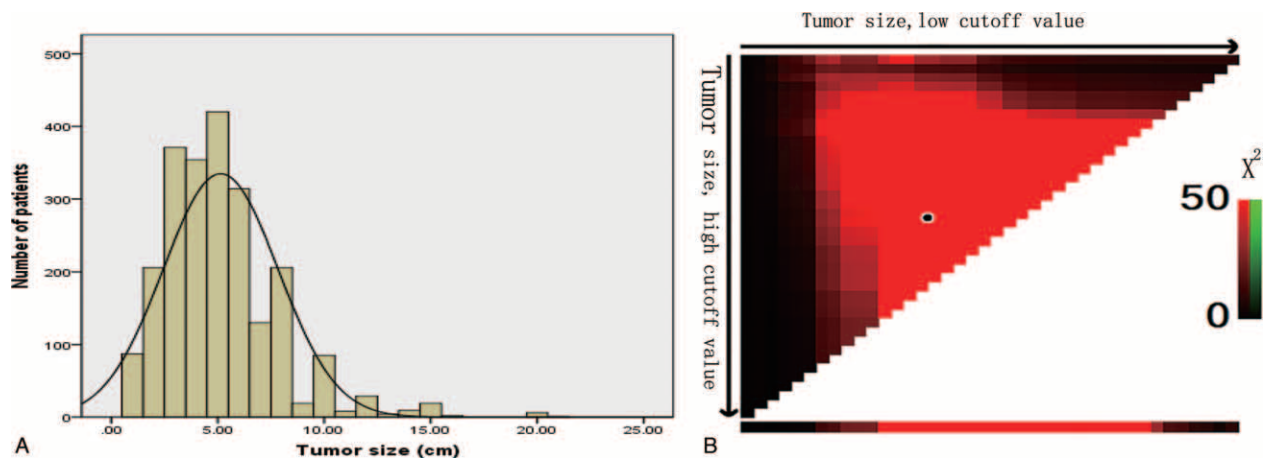 500
400
300
200
100
0
Number of patients
.00
5.00
10.00
15.00
20.00
25.00
Tumor size (cm)
A
Tumor size,low cutoff value
Tumor size, high cutoff value
X²
50
0
B